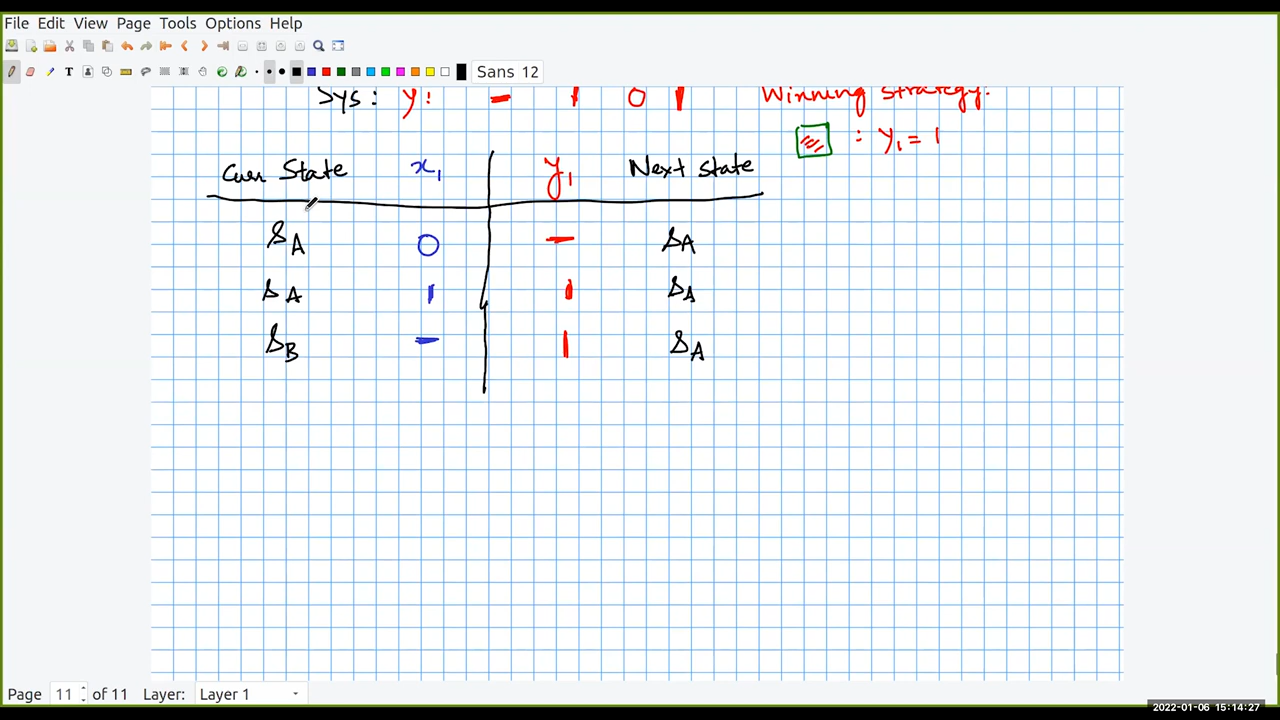 File Edit View Page Tools Options Help
T Sans 12
Sys: y: - 1 0 1 Winning strategy:
: y₁ = 1
Curr State x₁ y₁ Next state
S_A 0 - S_A
S_A 1 1 S_A
S_B - 1 S_A
Page 11 of 11 Layer: Layer 1
2022-01-06 15:14:27